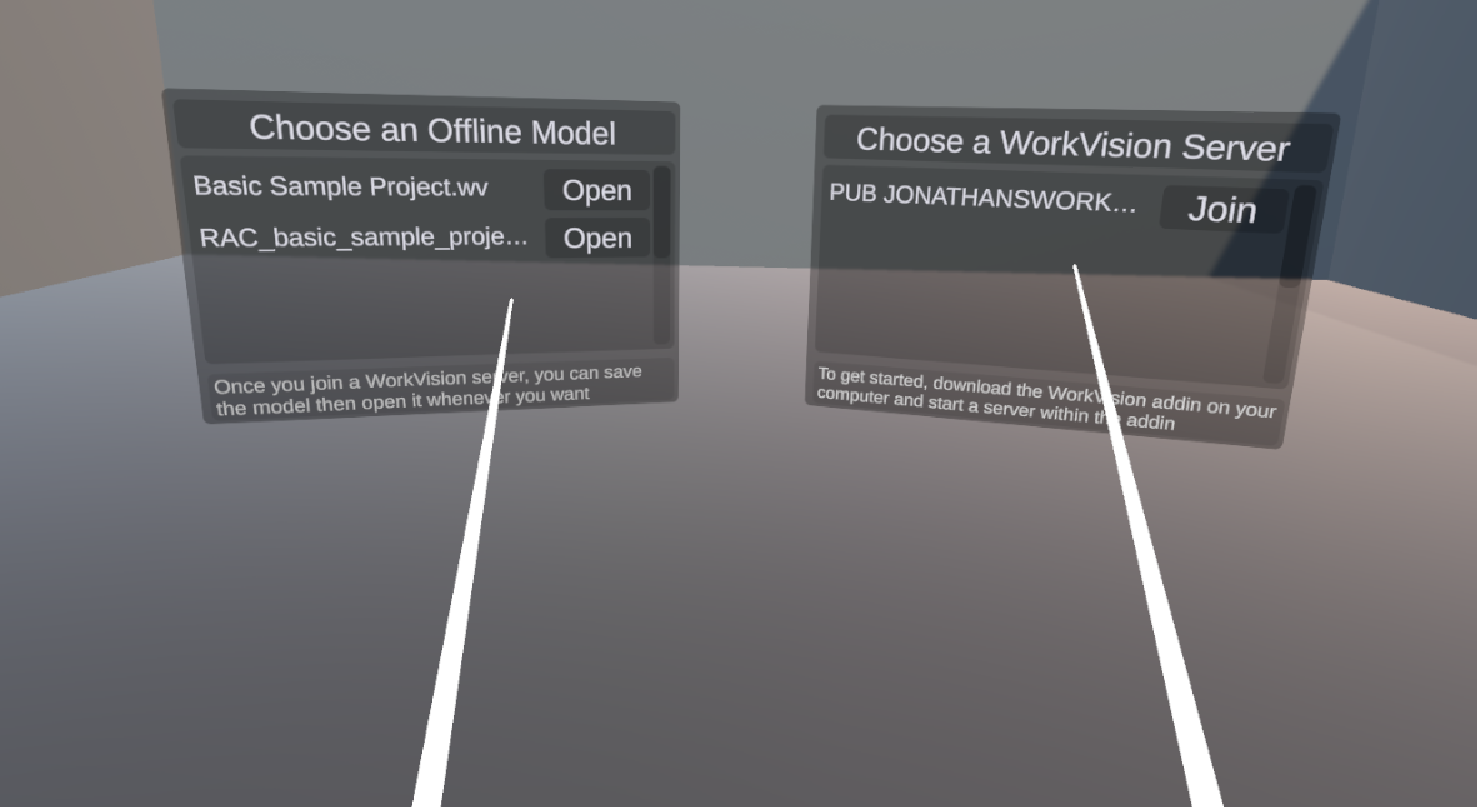 Choose an Offline Model
Basic Sample Project.wv
Open
RAC_basic_sample_proje...
Open
Once you join a WorkVision server, you can save
the model then open it whenever you want
Choose a WorkVision Server
PUB JONATHANSWORK...
Join
To get started, download the WorkVision addin on your
computer and start a server within the addin